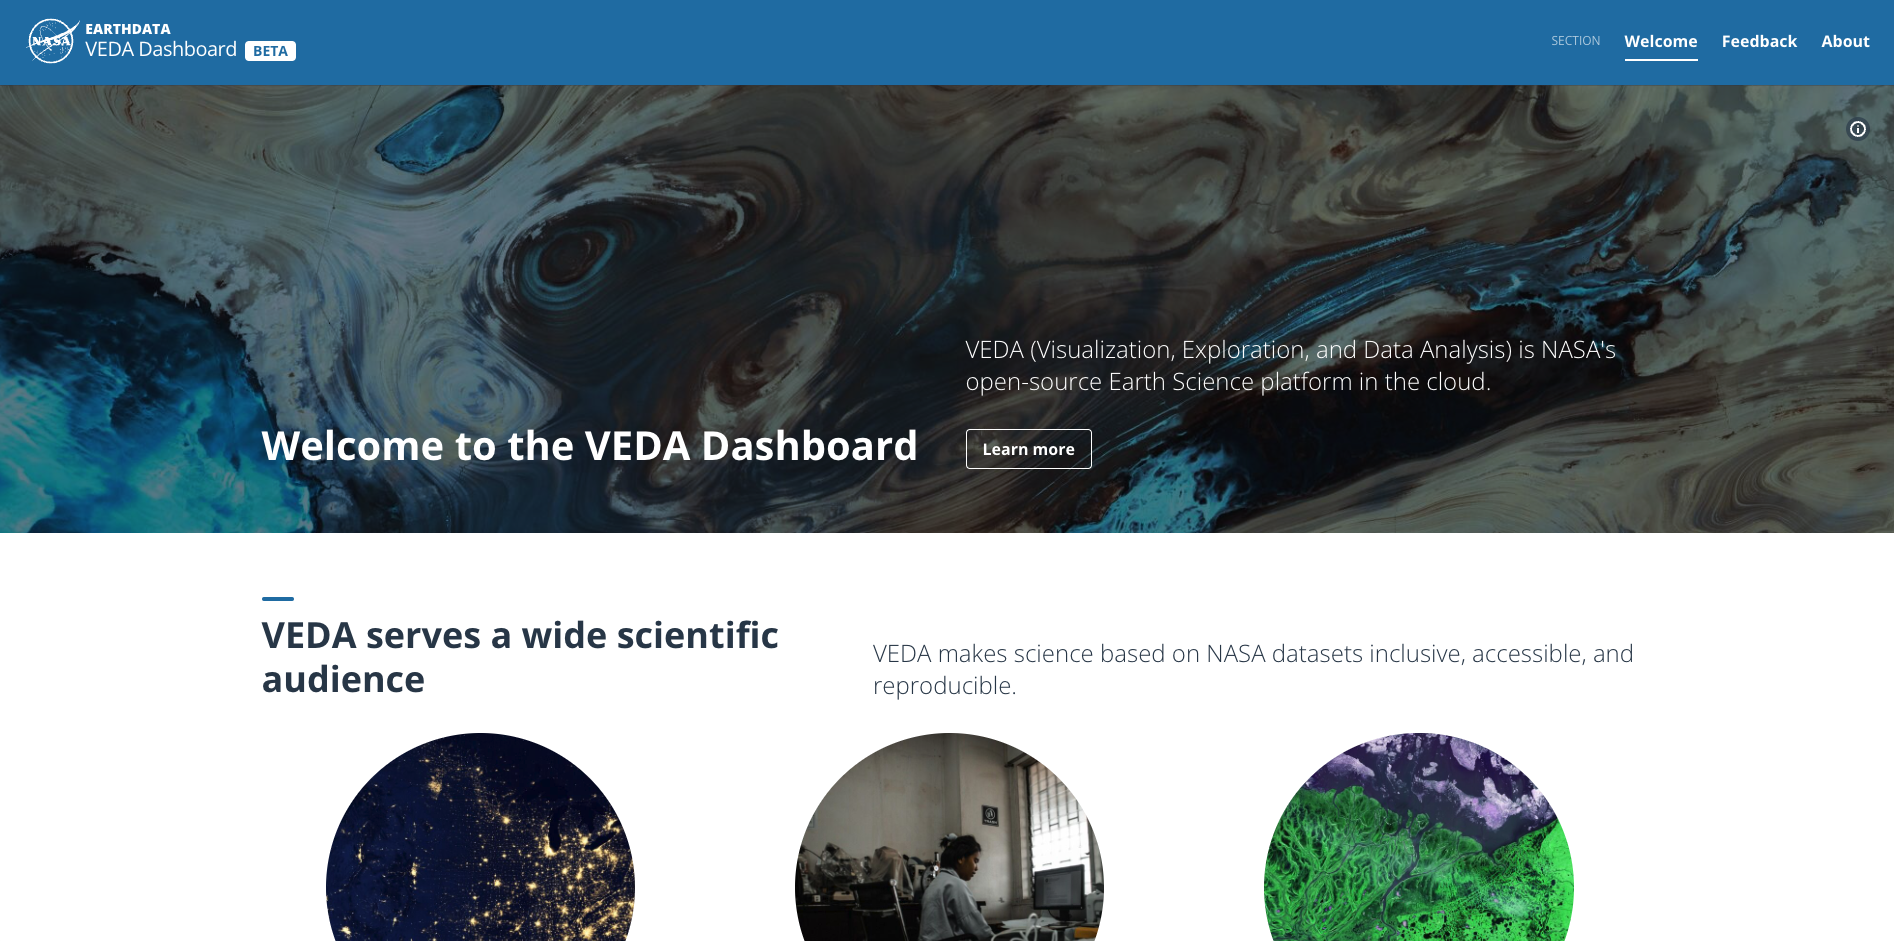 NASA
EARTHDATA
VEDA Dashboard BETA
SECTION Welcome Feedback About
VEDA (Visualization, Exploration, and Data Analysis) is NASA's
open-source Earth Science platform in the cloud.
Welcome to the VEDA Dashboard
Learn more
VEDA serves a wide scientific
audience
VEDA makes science based on NASA datasets inclusive, accessible, and
reproducible.